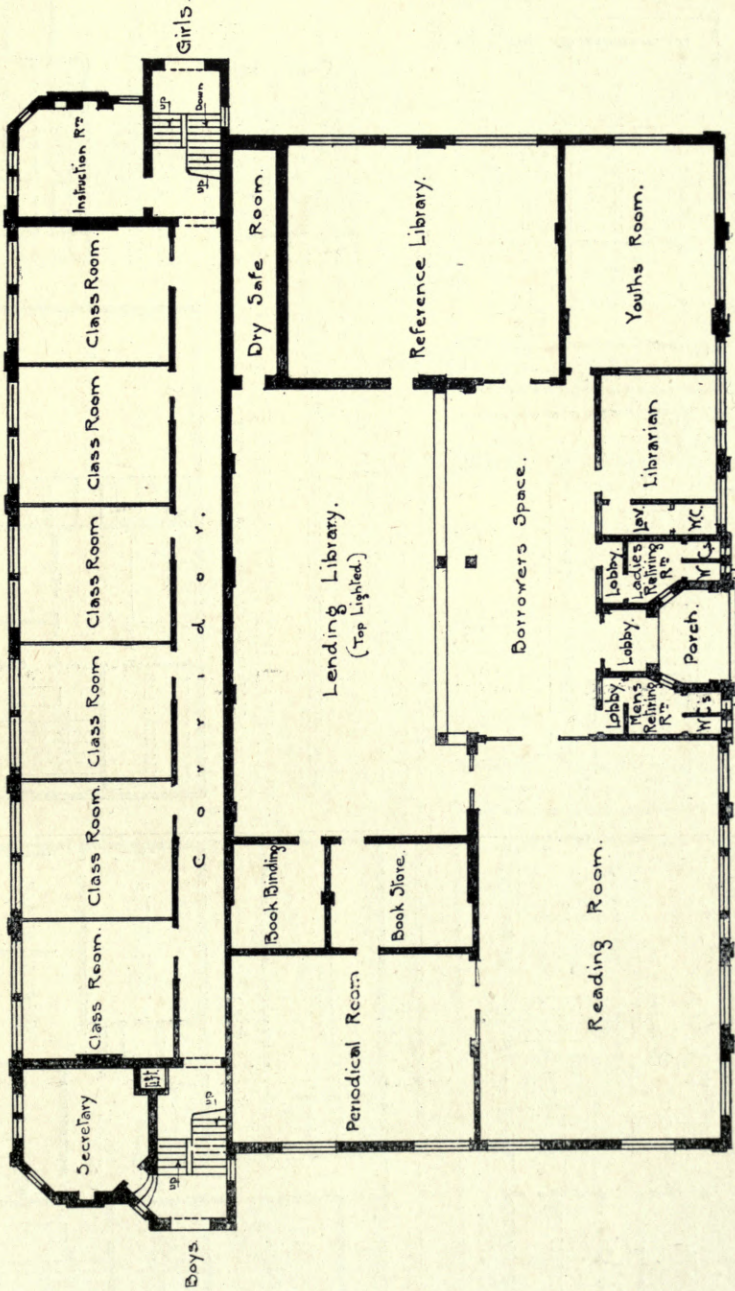 Boys.
Girls.
Secretary
Lift
up
up
Class Room.
Class Room.
Class Room
Class Room
Class Room
Class Room.
Instruction Rm
up
up
Down
Corridor.
Periodical Room
Book Binding
Book Store.
Lending Library.
(Top Lighted.)
Dry Safe Room.
Reference Library.
Reading Room.
Borrowers Space.
Youths Room.
Lobby.
Mens
Retiring
Rm
W.C.s
Lobby.
Porch.
Lobby.
Ladies
Retiring
Rm
W.C.s
Lav.
W.C.
Librarian